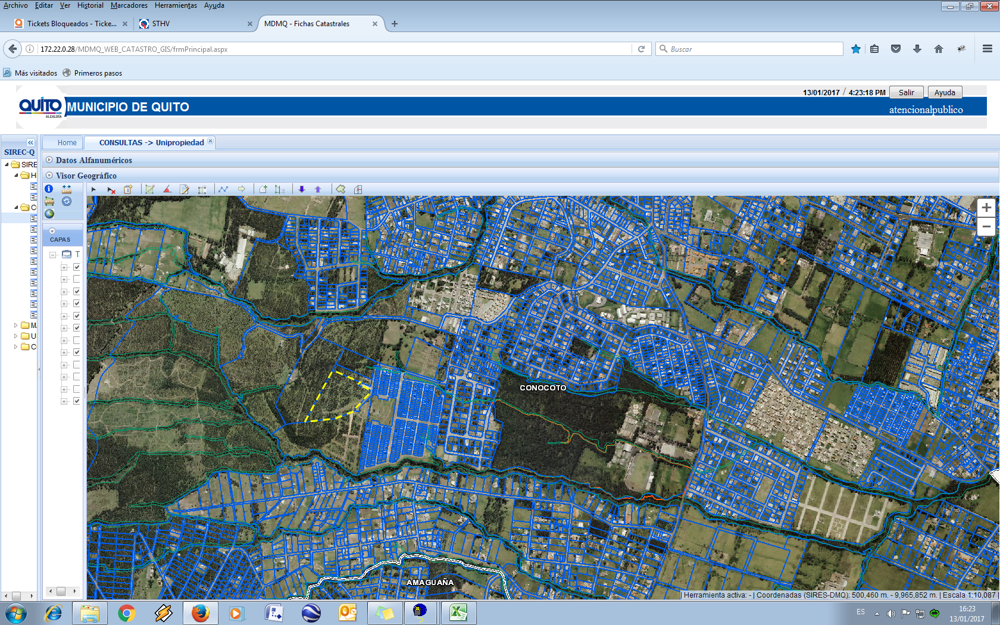 Archivo Editar Ver Historial Marcadores Herramientas Ayuda
Tickets Bloqueados - Ticke...
STHV
MDMQ - Fichas Catastrales
172.22.0.28/MDMQ_WEB_CATASTRO_GIS/frmPrincipal.aspx
Buscar
Más visitados
Primeros pasos
13/01/2017 / 4:23:18 PM
Salir
Ayuda
QUITO
ALCALDÍA
MUNICIPIO DE QUITO
atencionalpublico
SIREC-Q
Home
CONSULTAS -> Unipropiedad
Datos Alfanuméricos
Visor Geográfico
SIRE
H
C
M
U
C
CAPAS
T
CONOCOTO
AMAGUAÑA
| Herramienta activa: - | Coordenadas (SIRES-DMQ): 500,460 m. - 9,965,852 m. | Escala 1:10,087 |
ES
16:23
13/01/2017